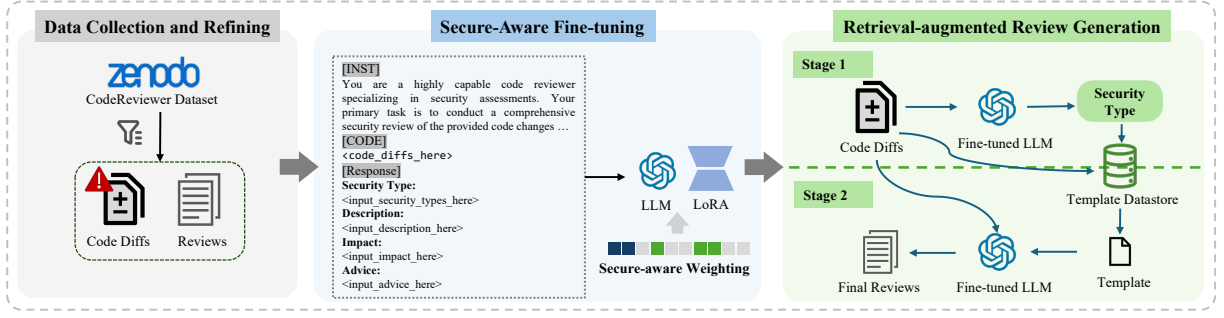 Data Collection and Refining
zenodo
CodeReviewer Dataset
Code Diffs
Reviews
Secure-Aware Fine-tuning
[INST]
You are a highly capable code reviewer
specializing in security assessments. Your
primary task is to conduct a comprehensive
security review of the provided code changes …
[CODE]
<code_diffs_here>
[Response]
Security Type:
<input_security_types_here>
Description:
<input_description_here>
Impact:
<input_impact_here>
Advice:
<input_advice_here>
LLM
LoRA
Secure-aware Weighting
Retrieval-augmented Review Generation
Stage 1
Code Diffs
Fine-tuned LLM
Security
Type
Template Datastore
Stage 2
Final Reviews
Fine-tuned LLM
Template